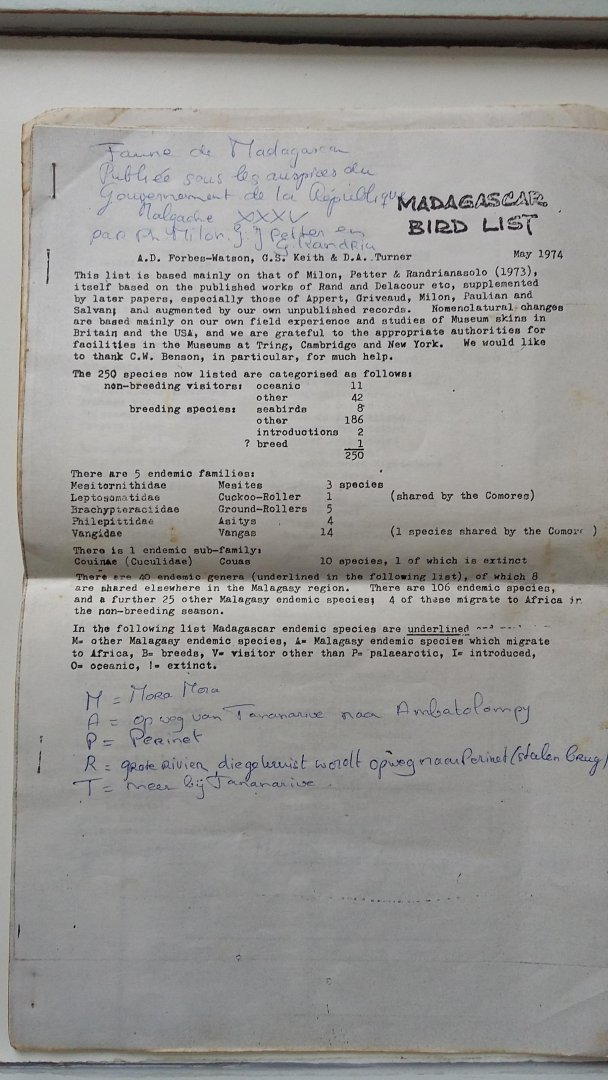 Faune de Madagascar
Publiée sous les auspices du
Gouvernement de la République
Malgache XXXV
par Ph. Milon, J.J Petter en
G Randria
MADAGASCAR
BIRD LIST
A.D. Forbes-Watson, G.S. Keith & D.A. Turner May 1974
This list is based mainly on that of Milon, Petter & Randrianasolo (1973),
itself based on the published works of Rand and Delacour etc, supplemented
by later papers, especially those of Appert, Griveaud, Milon, Paulian and
Salvan; and augmented by our own unpublished records. Nomenclatural changes
are based mainly on our own field experience and studies of Museum skins in
Britain and the USA, and we are grateful to the appropriate authorities for
facilities in the Museums at Tring, Cambridge and New York. We would like
to thank C.W. Benson, in particular, for much help.
The 250 species now listed are categorised as follows:
non-breeding visitors: oceanic 11
other 42
breeding species: seabirds 8
other 186
introductions 2
? breed 1
250
There are 5 endemic families:
Mesitornithidae Mesites 3 species
Leptosomatidae Cuckoo-Roller 1 (shared by the Comores)
Brachypteraciidae Ground-Rollers 5
Philepittidae Asitys 4
Vangidae Vangas 14 (1 species shared by the Comor )
There is 1 endemic sub-family:
Couinae (Cuculidae) Couas 10 species, 1 of which is extinct
There are 40 endemic genera (underlined in the following list), of which 8
are shared elsewhere in the Malagasy region. There are 106 endemic species,
and a further 25 other Malagasy endemic species; 4 of these migrate to Africa in
the non-breeding season.
In the following list Madagascar endemic species are underlined
M= other Malagasy endemic species, A= Malagasy endemic species which migrate
to Africa, B= breeds, V= visitor other than P= palaearctic, I= introduced,
O= oceanic, != extinct.
M = Mora Mora
A = op weg van Tananarive naar Ambatolampy
P = Perinet
R = grote rivier, die gekruist wordt op weg naar Perinet (stalen brug)
T = meer bij Tananarive.